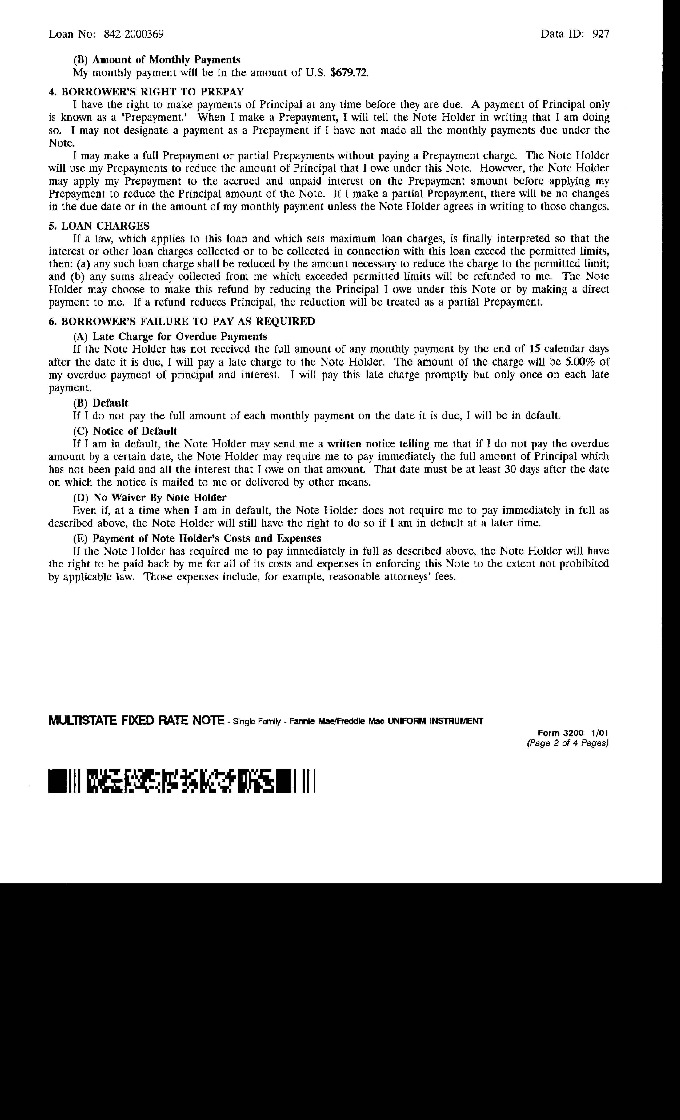 Loan No: 842 2000369 Data ID: 927
(B) Amount of Monthly Payments
My monthly payment will be in the amount of U.S. $679.72.
4. BORROWER'S RIGHT TO PREPAY
I have the right to make payments of Principal at any time before they are due. A payment of Principal only
is known as a "Prepayment." When I make a Prepayment, I will tell the Note Holder in writing that I am doing
so. I may not designate a payment as a Prepayment if I have not made all the monthly payments due under the
Note.
I may make a full Prepayment or partial Prepayments without paying a Prepayment charge. The Note Holder
will use my Prepayments to reduce the amount of Principal that I owe under this Note. However, the Note Holder
may apply my Prepayment to the accrued and unpaid interest on the Prepayment amount before applying my
Prepayment to reduce the Principal amount of the Note. If I make a partial Prepayment, there will be no changes
in the due date or in the amount of my monthly payment unless the Note Holder agrees in writing to those changes.
5. LOAN CHARGES
If a law, which applies to this loan and which sets maximum loan charges, is finally interpreted so that the
interest or other loan charges collected or to be collected in connection with this loan exceed the permitted limits,
then: (a) any such loan charge shall be reduced by the amount necessary to reduce the charge to the permitted limit;
and (b) any sums already collected from me which exceeded permitted limits will be refunded to me. The Note
Holder may choose to make this refund by reducing the Principal I owe under this Note or by making a direct
payment to me. If a refund reduces Principal, the reduction will be treated as a partial Prepayment.
6. BORROWER'S FAILURE TO PAY AS REQUIRED
(A) Late Charge for Overdue Payments
If the Note Holder has not received the full amount of any monthly payment by the end of 15 calendar days
after the date it is due, I will pay a late charge to the Note Holder. The amount of the charge will be 5.00% of
my overdue payment of principal and interest. I will pay this late charge promptly but only once on each late
payment.
(B) Default
If I do not pay the full amount of each monthly payment on the date it is due, I will be in default.
(C) Notice of Default
If I am in default, the Note Holder may send me a written notice telling me that if I do not pay the overdue
amount by a certain date, the Note Holder may require me to pay immediately the full amount of Principal which
has not been paid and all the interest that I owe on that amount. That date must be at least 30 days after the date
on which the notice is mailed to me or delivered by other means.
(D) No Waiver By Note Holder
Even if, at a time when I am in default, the Note Holder does not require me to pay immediately in full as
described above, the Note Holder will still have the right to do so if I am in default at a later time.
(E) Payment of Note Holder's Costs and Expenses
If the Note Holder has required me to pay immediately in full as described above, the Note Holder will have
the right to be paid back by me for all of its costs and expenses in enforcing this Note to the extent not prohibited
by applicable law. Those expenses include, for example, reasonable attorneys' fees.
MULTISTATE FIXED RATE NOTE - Single Family - Fannie Mae/Freddie Mac UNIFORM INSTRUMENT
Form 3200 1/01
(Page 2 of 4 Pages)